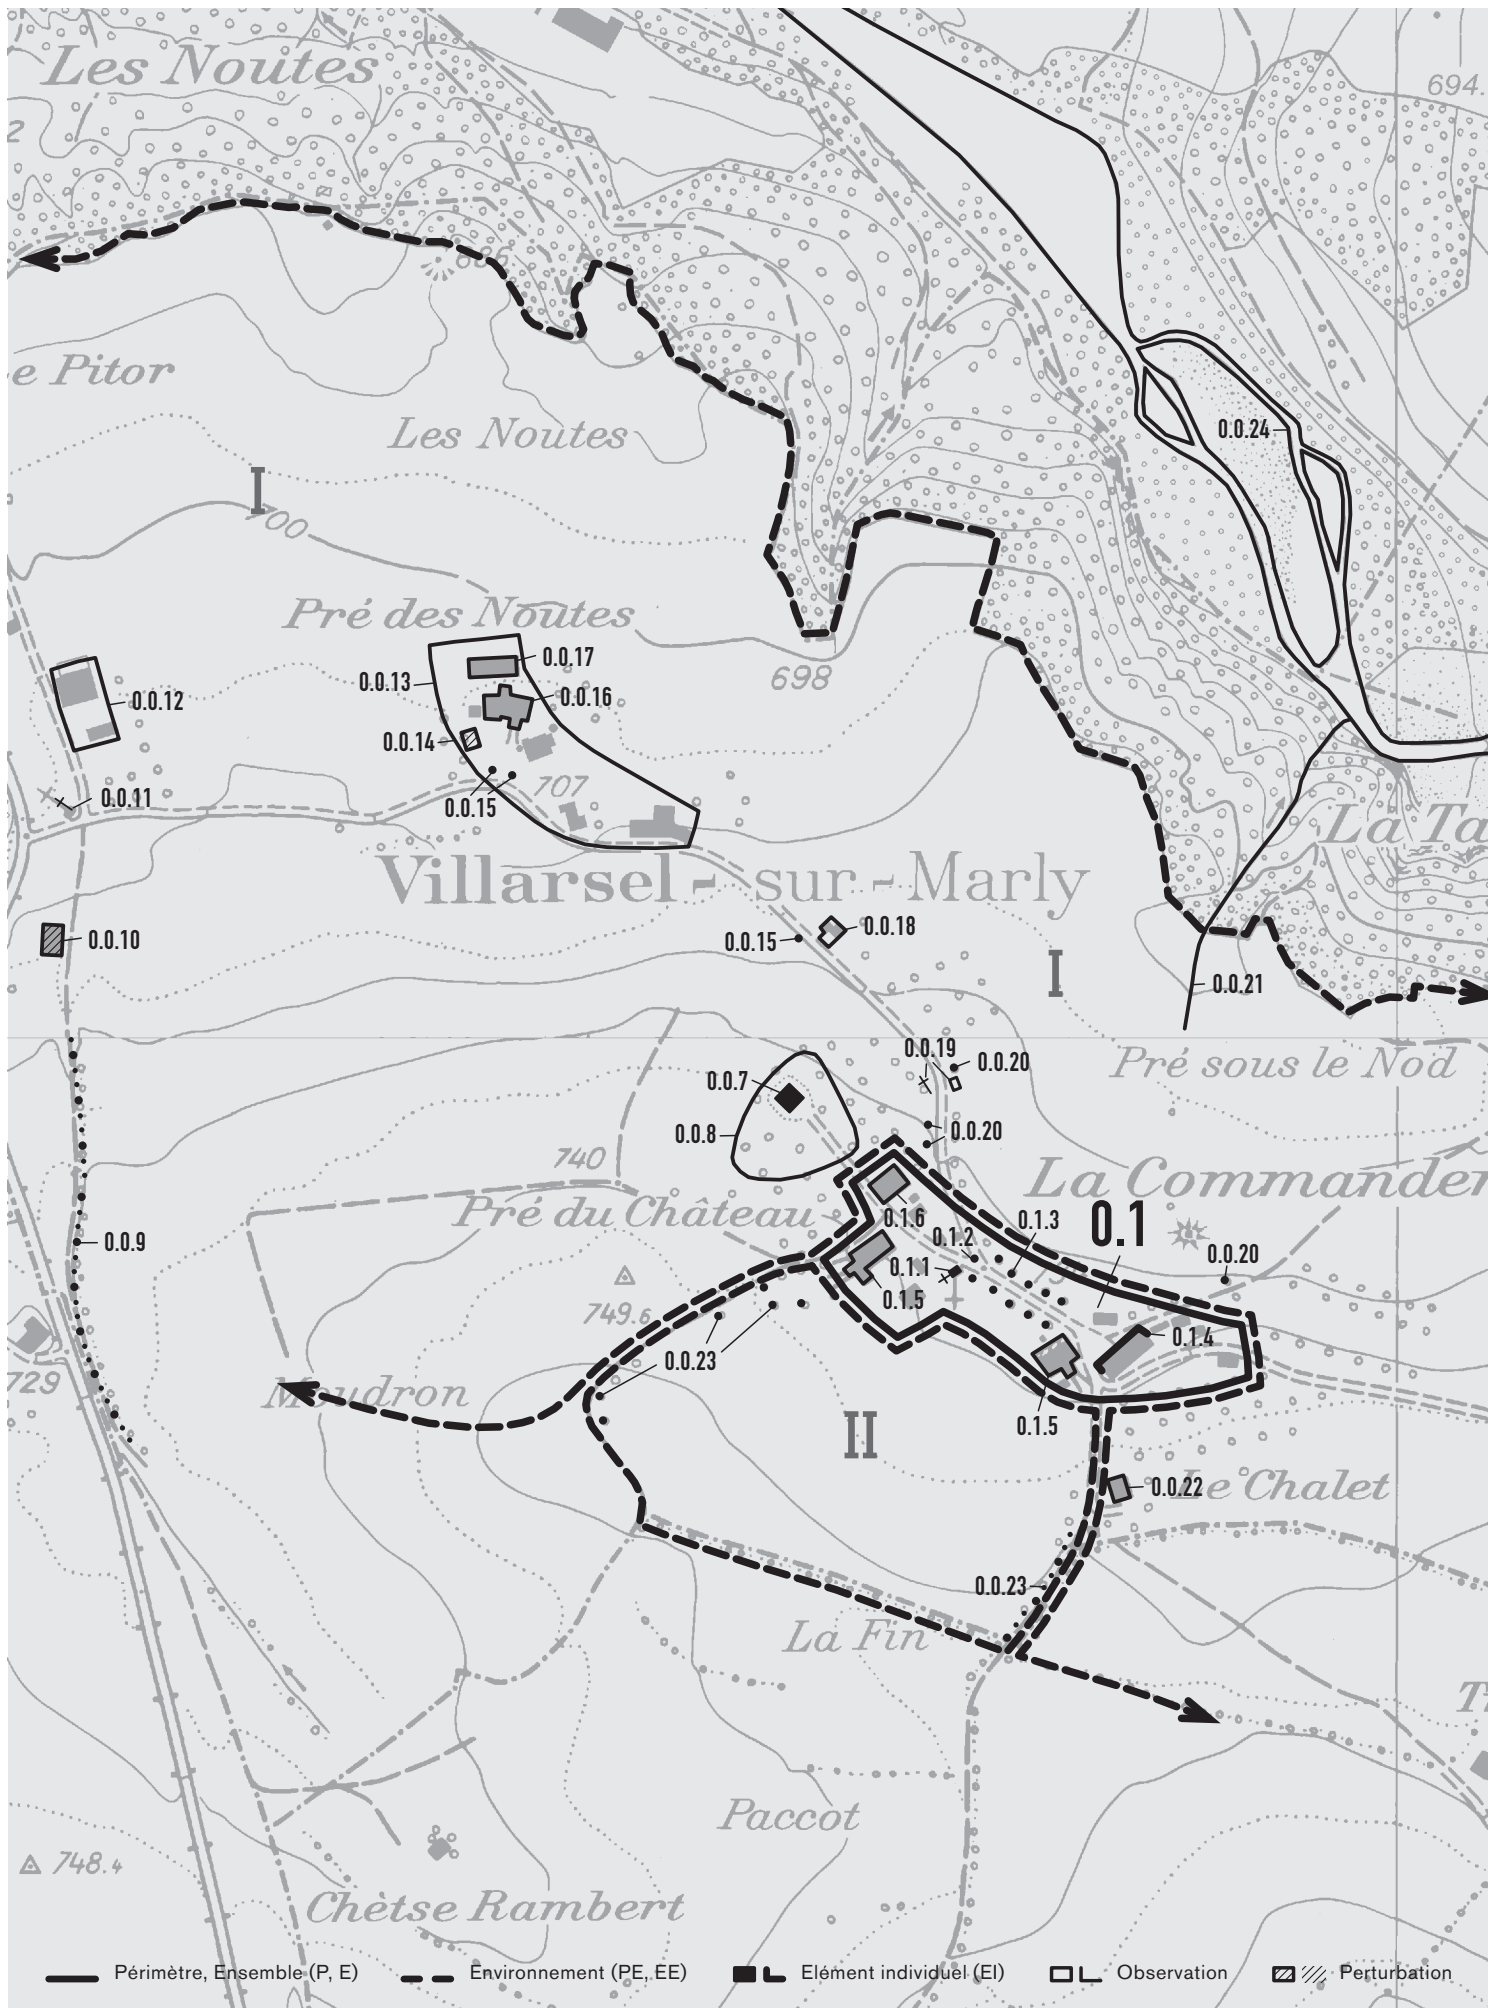 Les Noutes
694.
2
e Pitor
Les Noutes
0.0.24
I
700
Pré des Noutes
0.0.17
0.0.13
698
0.0.16
0.0.12
0.0.14
707
0.0.11
0.0.15
La Ta
Villarsel - sur - Marly
0.0.18
0.0.10
0.0.15
I
0.0.21
0.0.19
0.0.20
Pré sous le Nod
0.0.7
0.0.8
0.0.20
740
La Commander
Pré du Château
0.1.6
0.1.3
0.1
0.1.2
0.0.9
0.0.20
0.1.1
0.1.5
749.6
0.1.4
0.0.23
729
Moudron
0.1.5
II
0.0.22
Le Chalet
0.0.23
La Fin
T
Paccot
748.4
Chètse Rambert
Périmètre, Ensemble (P, E) Environnement (PE, EE) Elément individuel (EI) Observation Perturbation